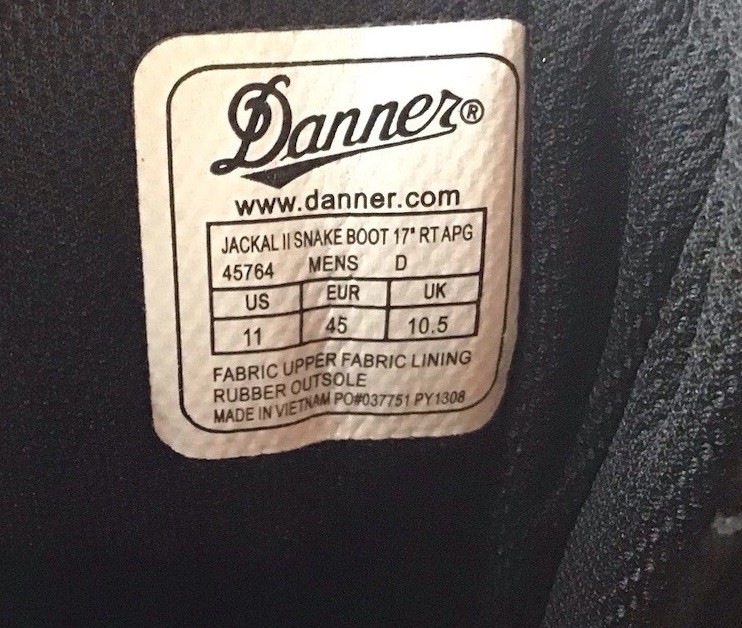 Danner®
www.danner.com
JACKAL II SNAKE BOOT 17" RT APG
45764 MENS D
US EUR UK
11 45 10.5
FABRIC UPPER FABRIC LINING
RUBBER OUTSOLE
MADE IN VIETNAM PO#037751 PY1308